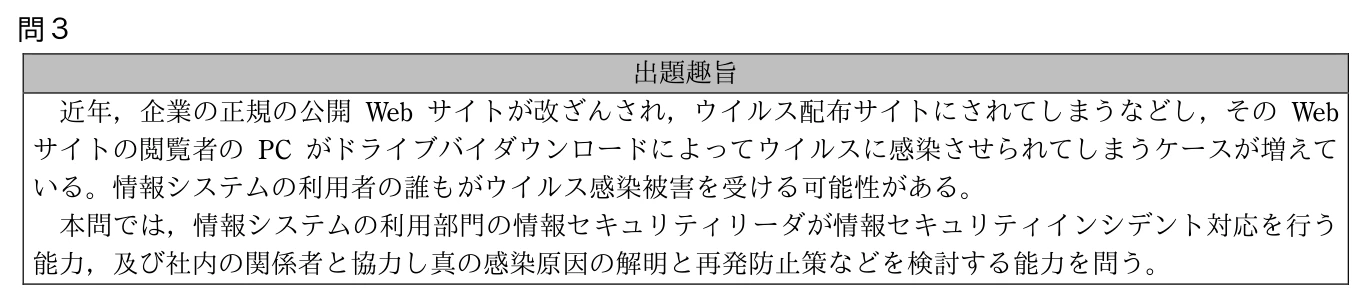 問３
出題趣旨
近年，企業の正規の公開 Web サイトが改ざんされ，ウイルス配布サイトにされてしまうなどし，その Web
サイトの閲覧者の PC がドライブバイダウンロードによってウイルスに感染させられてしまうケースが増えて
いる。情報システムの利用者の誰もがウイルス感染被害を受ける可能性がある。
本問では，情報システムの利用部門の情報セキュリティリーダが情報セキュリティインシデント対応を行う
能力，及び社内の関係者と協力し真の感染原因の解明と再発防止策などを検討する能力を問う。